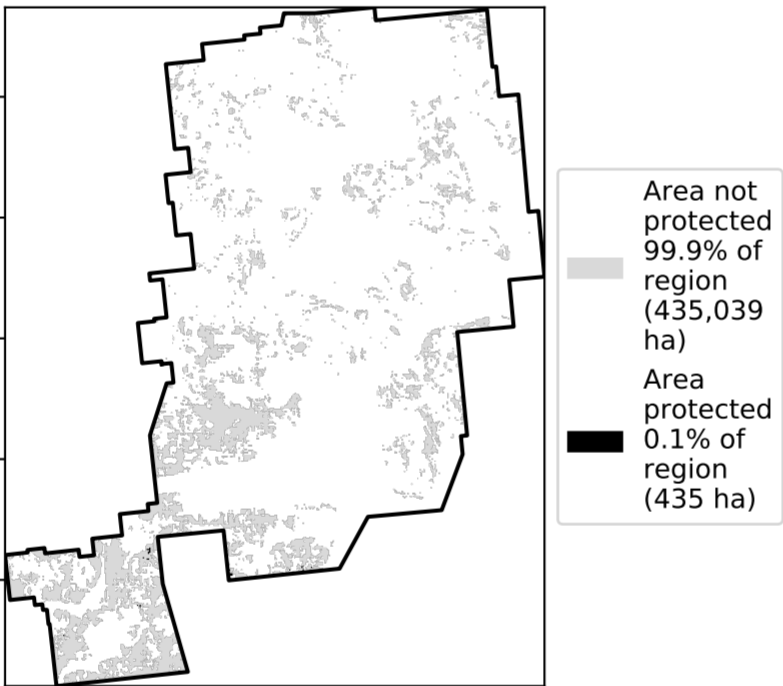 Area not
protected
99.9% of
region
(435,039
ha)
Area
protected
0.1% of
region
(435 ha)